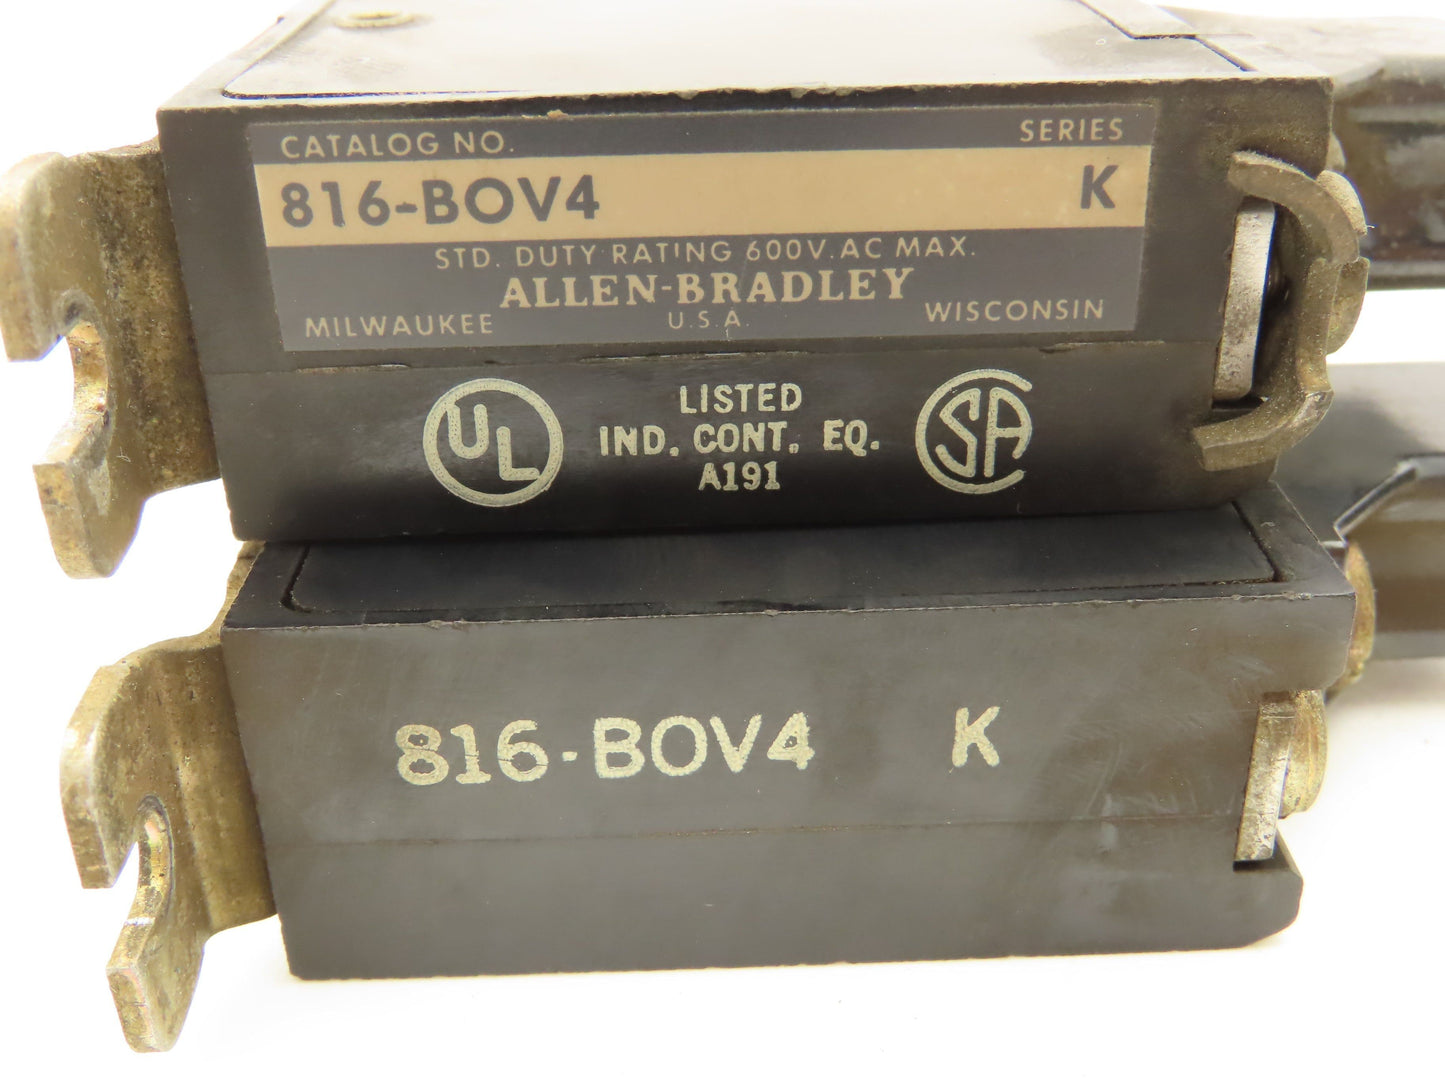 CATALOG NO. SERIES
816-BOV4 K
STD. DUTY RATING 600V. AC MAX.
ALLEN-BRADLEY
MILWAUKEE U.S.A. WISCONSIN
UL LISTED SA
IND. CONT. EQ.
A191
816-BOV4 K